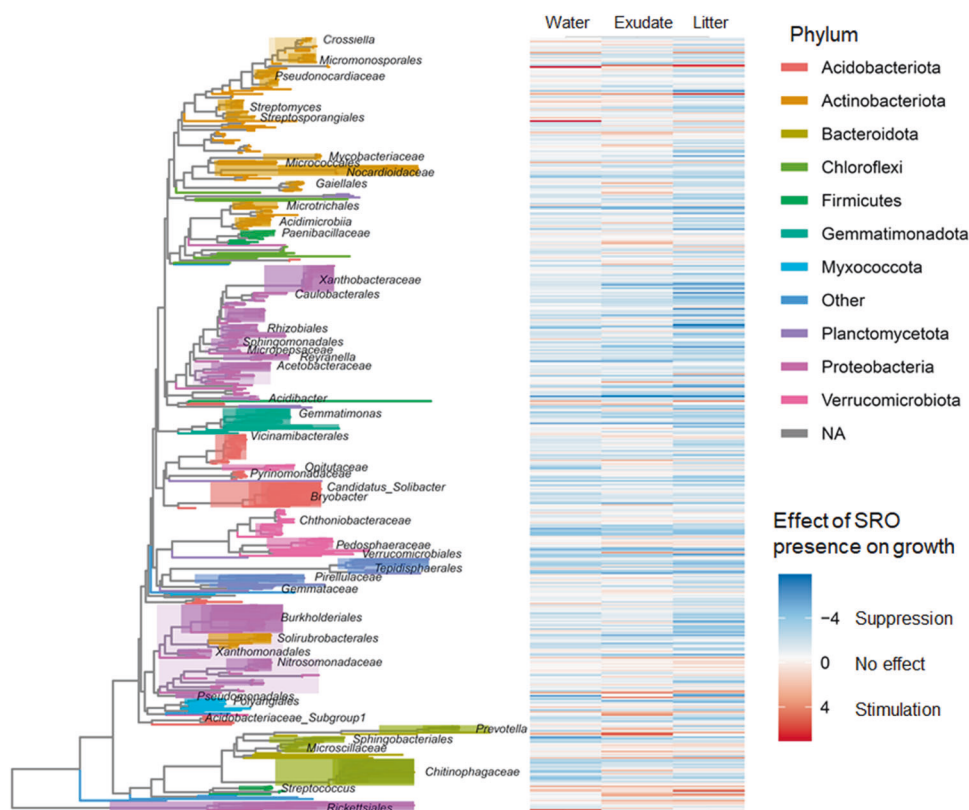 Water Exudate Litter
Crossiella
Micromonosporales
Pseudonocardiaceae
Streptomyces
Streptosporangiales
Mycobacteriaceae
Micrococcales
Nocardioidaceae
Gaiellales
Microtrichales
Acidimicrobiia
Paenibacillaceae
Xanthobacteraceae
Caulobacterales
Rhizobiales
Sphingomonadales
Micropepsaceae
Reyranella
Acetobacteraceae
Acidibacter
Gemmatimonas
Vicinamibacterales
Opitutaceae
Pyrinomonadaceae
Candidatus_Solibacter
Bryobacter
Chthoniobacteraceae
Pedosphaeraceae
Verrucomicrobiales
Tepidisphaerales
Pirellulaceae
Gemmataceae
Burkholderiales
Solirubrobacterales
Xanthomonadales
Nitrosomonadaceae
Pseudomonadales
Polyangiales
Acidobacteriaceae_Subgroup1
Prevotella
Sphingobacteriales
Microscillaceae
Chitinophagaceae
Streptococcus
Rickettsiales
Phylum
Acidobacteriota
Actinobacteriota
Bacteroidota
Chloroflexi
Firmicutes
Gemmatimonadota
Myxococcota
Other
Planctomycetota
Proteobacteria
Verrucomicrobiota
NA
Effect of SRO
presence on growth
−4 Suppression
0 No effect
4 Stimulation